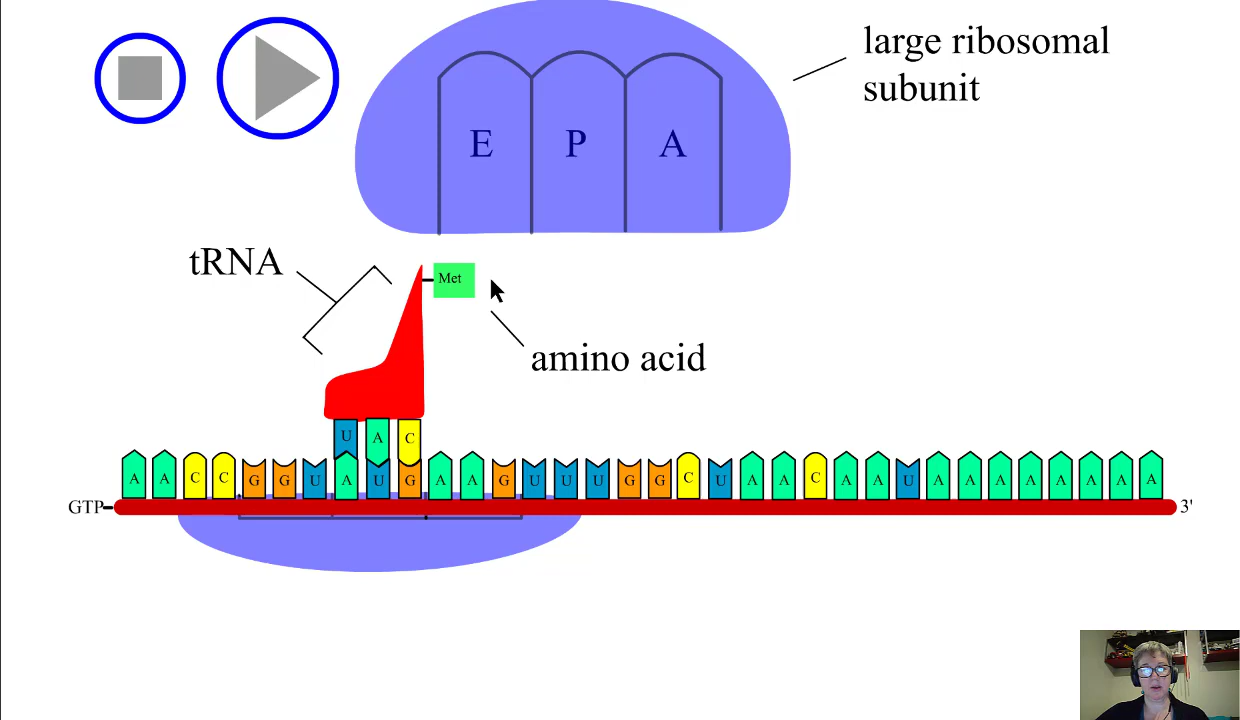 large ribosomal
subunit
E P A
tRNA
Met
amino acid
U A C
A A C C G G U A U G A A G U U U G G C U A A C A A U A A A A A A A A
GTP
3'